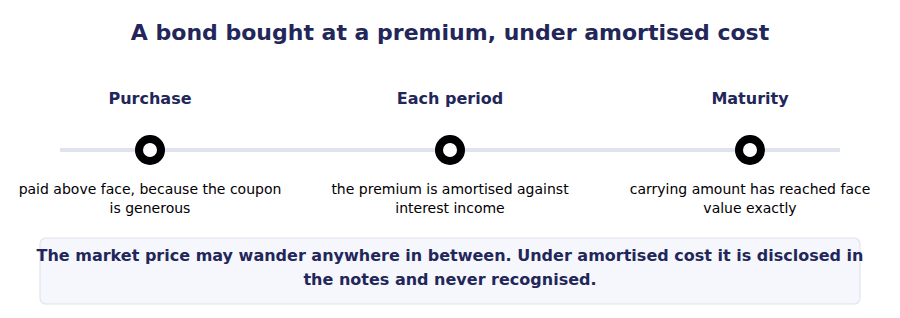 A bond bought at a premium, under amortised cost
Purchase
Each period
Maturity
paid above face, because the coupon
is generous
the premium is amortised against
interest income
carrying amount has reached face
value exactly
The market price may wander anywhere in between. Under amortised cost it is disclosed in
the notes and never recognised.